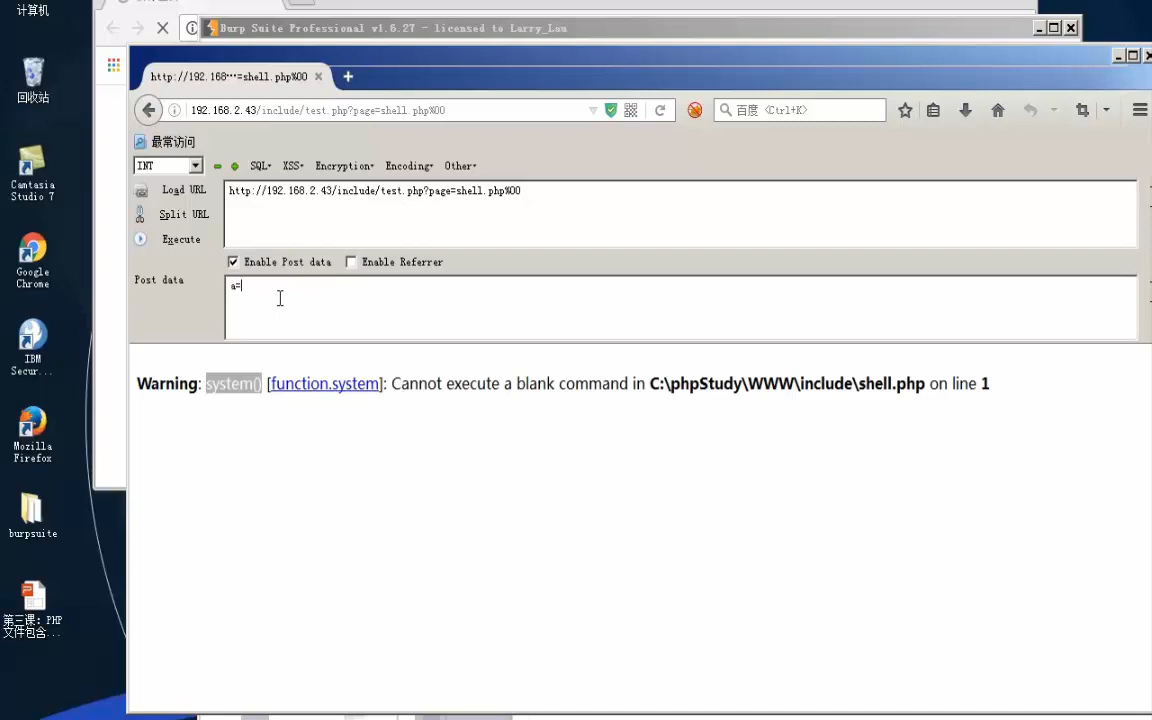 计算机
Burp Suite Professional v1.5.27 - licensed to Larry_Lau
http://192.168⋯=shell.php%00
192.168.2.43/include/test.php?page=shell.php%00
百度 <Ctrl+K>
最常访问
INT
SQL
XSS
Encryption
Encoding
Other
Load URL
http://192.168.2.43/include/test.php?page=shell.php%00
Split URL
Execute
Enable Post data
Enable Referrer
Post data
a=
Warning: system() [function.system]: Cannot execute a blank command in C:\phpStudy\WWW\include\shell.php on line 1
回收站
Camtasia
Studio 7
Google
Chrome
IBM
Secur...
Mozilla
Firefox
burpsuite
第三课：PHP
文件包含...